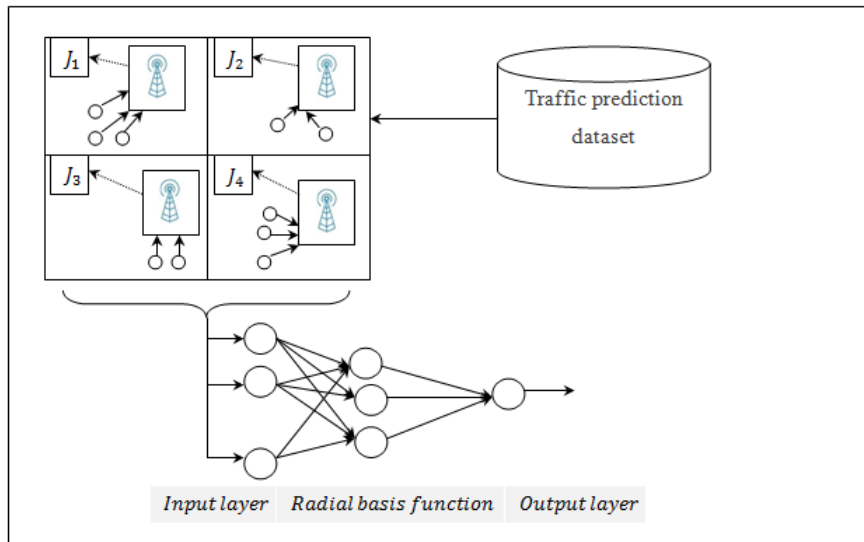 J1
J2
Traffic prediction
dataset
J3
J4
Input layer
Radial basis function
Output layer